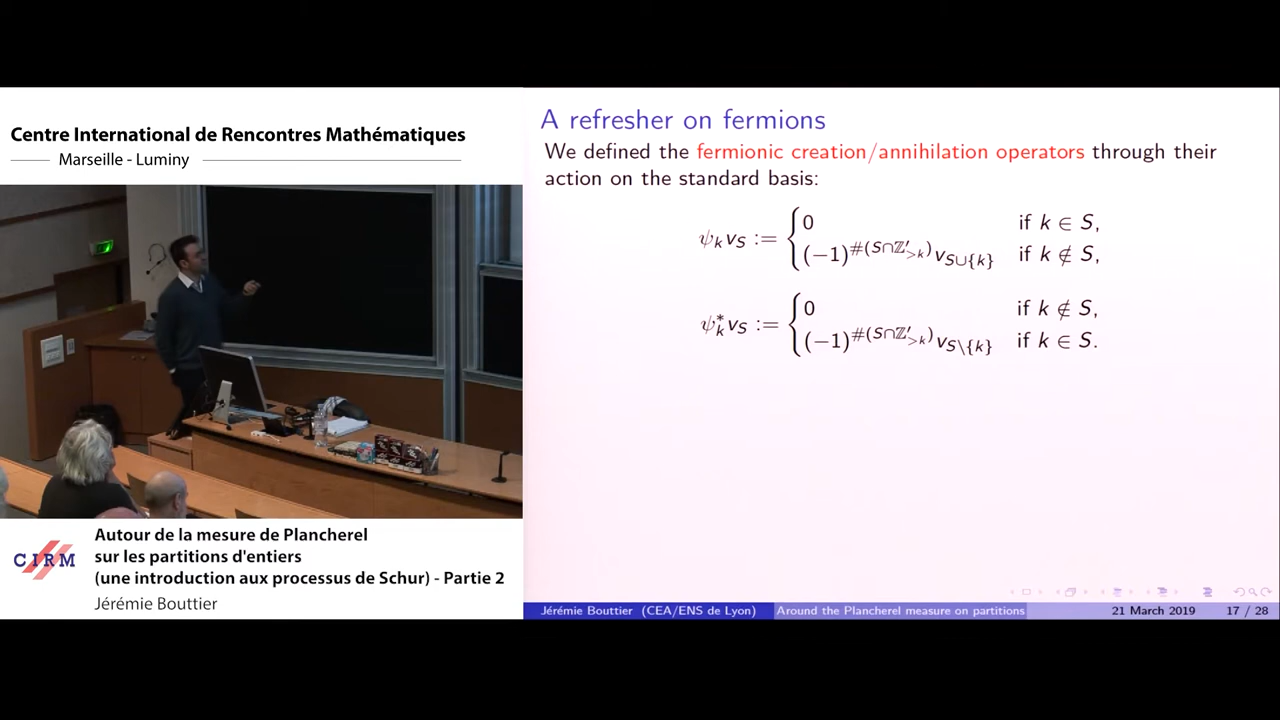 Centre International de Rencontres Mathématiques
Marseille - Luminy
A refresher on fermions
We defined the fermionic creation/annihilation operators through their
action on the standard basis:
ψ_k v_S := { 0 if k ∈ S,
(−1)^{#(S∩ℤ′_{>k})} v_{S∪{k}} if k ∉ S,
ψ*_k v_S := { 0 if k ∉ S,
(−1)^{#(S∩ℤ′_{>k})} v_{S\{k}} if k ∈ S.
CIRM
Autour de la mesure de Plancherel
sur les partitions d'entiers
(une introduction aux processus de Schur) - Partie 2
Jérémie Bouttier
Jérémie Bouttier (CEA/ENS de Lyon) Around the Plancherel measure on partitions 21 March 2019 17 / 28